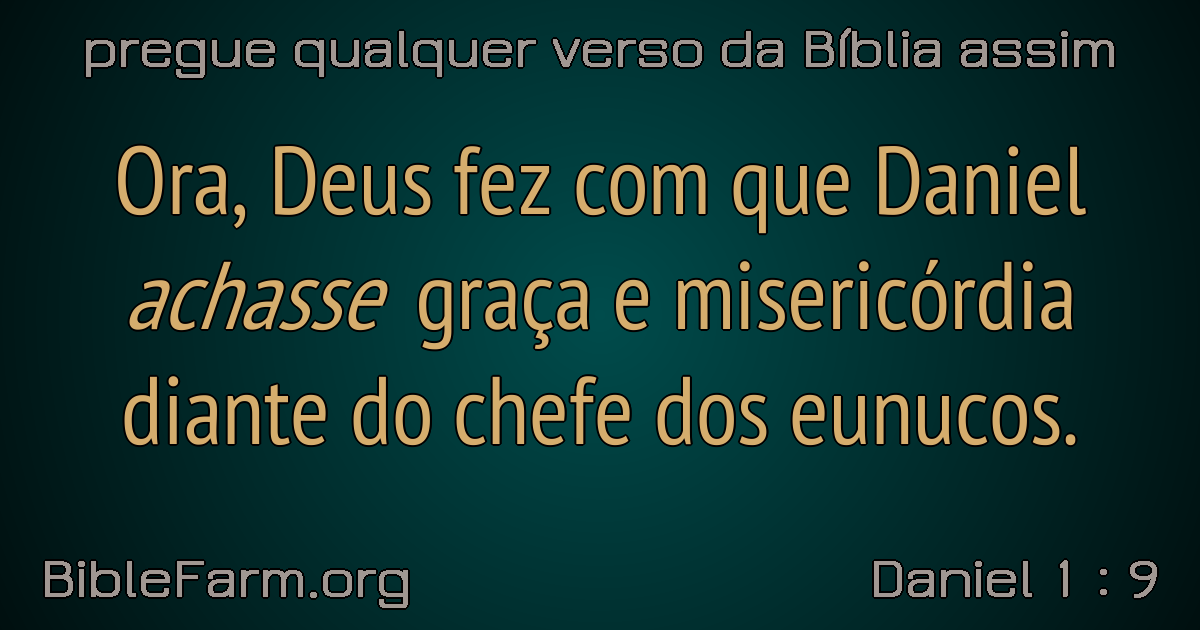 pregue qualquer verso da Bíblia assim
Ora, Deus fez com que Daniel
achasse graça e misericórdia
diante do chefe dos eunucos.
BibleFarm.org
Daniel 1 : 9